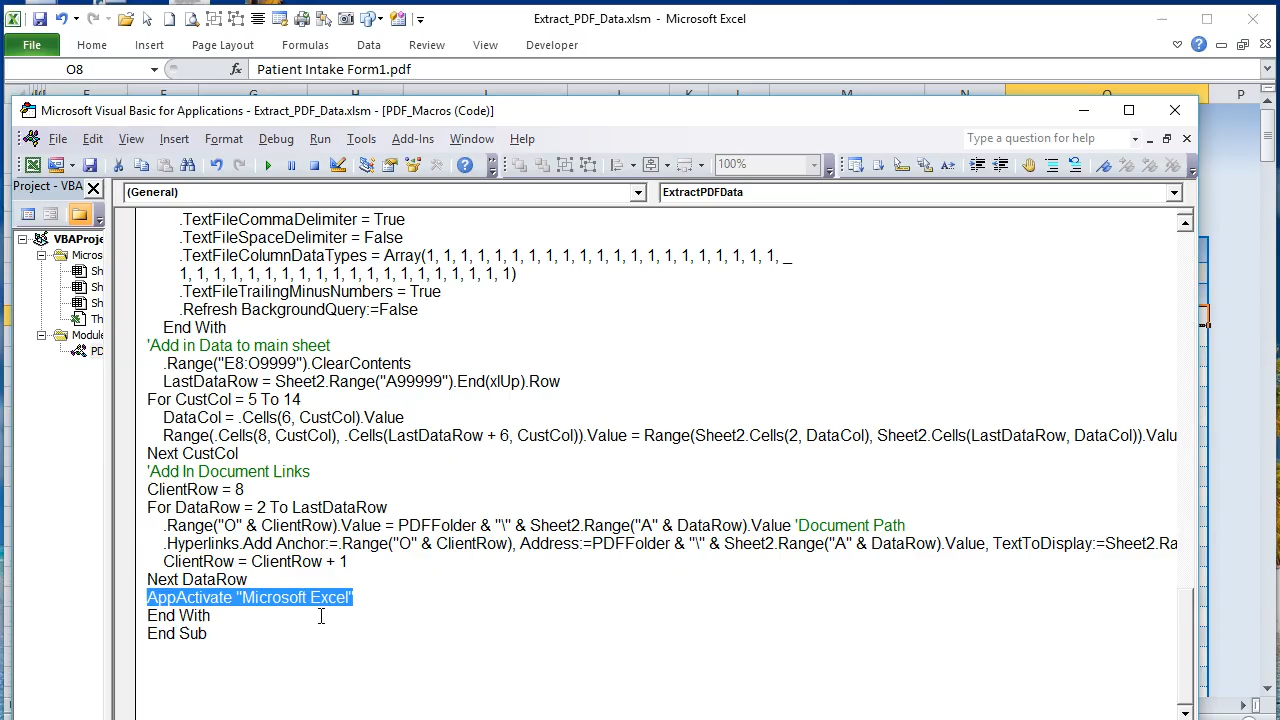 Extract_PDF_Data.xlsm - Microsoft Excel
File Home Insert Page Layout Formulas Data Review View Developer
O8 fx Patient Intake Form1.pdf
E F G H I J K L M N O P
Microsoft Visual Basic for Applications - Extract_PDF_Data.xlsm - [PDF_Macros (Code)]
File Edit View Insert Format Debug Run Tools Add-Ins Window Help Type a question for help
100%
Project - VBA
(General) ExtractPDFData
VBAProje
Micros
Sh
Sh
Sh
Th
Module
PD
.TextFileCommaDelimiter = True
.TextFileSpaceDelimiter = False
.TextFileColumnDataTypes = Array(1, 1, 1, 1, 1, 1, 1, 1, 1, 1, 1, 1, 1, 1, 1, 1, 1, 1, 1, 1, 1, _
1, 1, 1, 1, 1, 1, 1, 1, 1, 1, 1, 1, 1, 1, 1, 1, 1, 1, 1, 1)
.TextFileTrailingMinusNumbers = True
.Refresh BackgroundQuery:=False
End With
'Add in Data to main sheet
.Range("E8:O9999").ClearContents
LastDataRow = Sheet2.Range("A99999").End(xlUp).Row
For CustCol = 5 To 14
DataCol = .Cells(6, CustCol).Value
Range(.Cells(8, CustCol), .Cells(LastDataRow + 6, CustCol)).Value = Range(Sheet2.Cells(2, DataCol), Sheet2.Cells(LastDataRow, DataCol)).Valu
Next CustCol
'Add In Document Links
ClientRow = 8
For DataRow = 2 To LastDataRow
.Range("O" & ClientRow).Value = PDFFolder & "\" & Sheet2.Range("A" & DataRow).Value 'Document Path
.Hyperlinks.Add Anchor:=.Range("O" & ClientRow), Address:=PDFFolder & "\" & Sheet2.Range("A" & DataRow).Value, TextToDisplay:=Sheet2.Ra
ClientRow = ClientRow + 1
Next DataRow
AppActivate "Microsoft Excel"
End With
End Sub